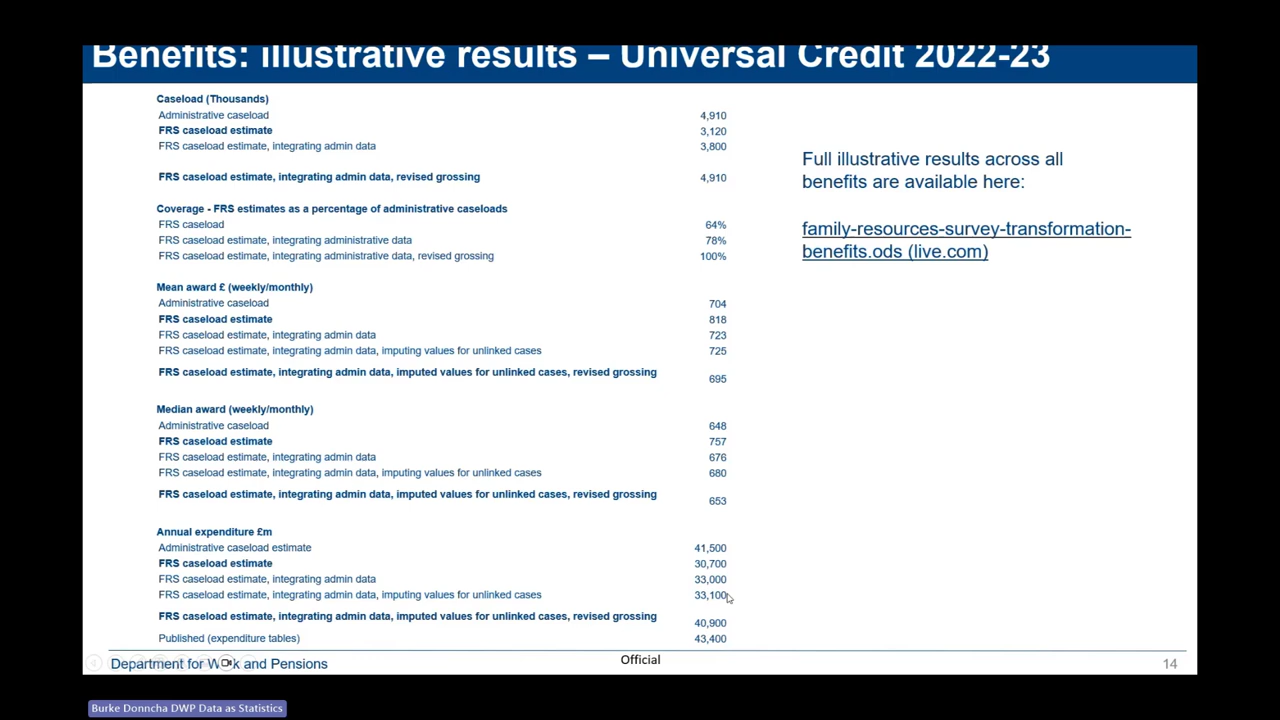 Benefits: illustrative results – Universal Credit 2022-23
Caseload (Thousands)
Administrative caseload 4,910
FRS caseload estimate 3,120
FRS caseload estimate, integrating admin data 3,800
FRS caseload estimate, integrating admin data, revised grossing 4,910
Coverage - FRS estimates as a percentage of administrative caseloads
FRS caseload 64%
FRS caseload estimate, integrating administrative data 78%
FRS caseload estimate, integrating administrative data, revised grossing 100%
Mean award £ (weekly/monthly)
Administrative caseload 704
FRS caseload estimate 818
FRS caseload estimate, integrating admin data 723
FRS caseload estimate, integrating admin data, imputing values for unlinked cases 725
FRS caseload estimate, integrating admin data, imputed values for unlinked cases, revised grossing 695
Median award (weekly/monthly)
Administrative caseload 648
FRS caseload estimate 757
FRS caseload estimate, integrating admin data 676
FRS caseload estimate, integrating admin data, imputing values for unlinked cases 680
FRS caseload estimate, integrating admin data, imputed values for unlinked cases, revised grossing 653
Annual expenditure £m
Administrative caseload estimate 41,500
FRS caseload estimate 30,700
FRS caseload estimate, integrating admin data 33,000
FRS caseload estimate, integrating admin data, imputing values for unlinked cases 33,100
FRS caseload estimate, integrating admin data, imputed values for unlinked cases, revised grossing 40,900
Published (expenditure tables) 43,400
Full illustrative results across all
benefits are available here:
family-resources-survey-transformation-
benefits.ods (live.com)
Department for Work and Pensions
Official
14
Burke Donncha DWP Data as Statistics